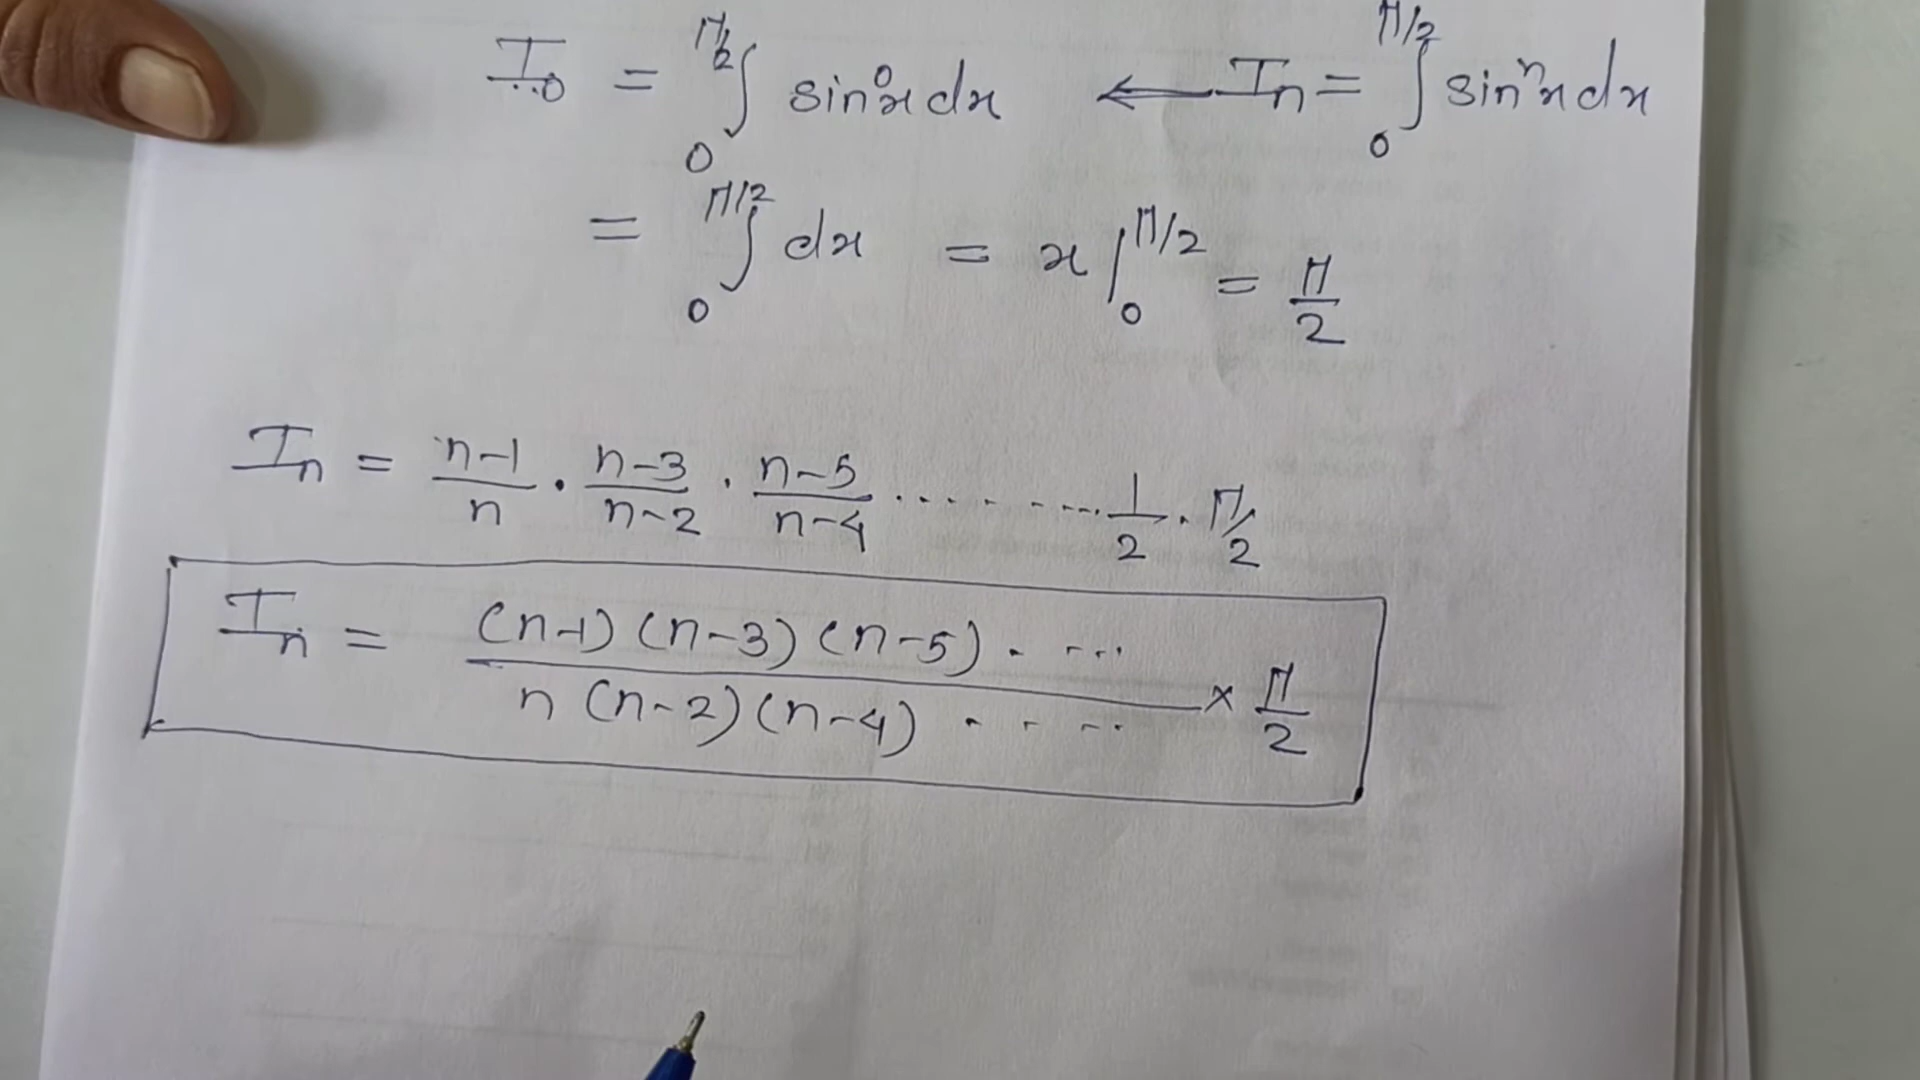 I₀ = ∫₀^{π/2} sin⁰x dx ← Iₙ = ∫₀^{π/2} sinⁿx dx
= ∫₀^{π/2} dx = x |₀^{π/2} = π/2
Iₙ = (n-1)/n · (n-3)/(n-2) · (n-5)/(n-4) ........ 1/2 · π/2
Iₙ = ((n-1)(n-3)(n-5). ...)/(n(n-2)(n-4) ....) × π/2